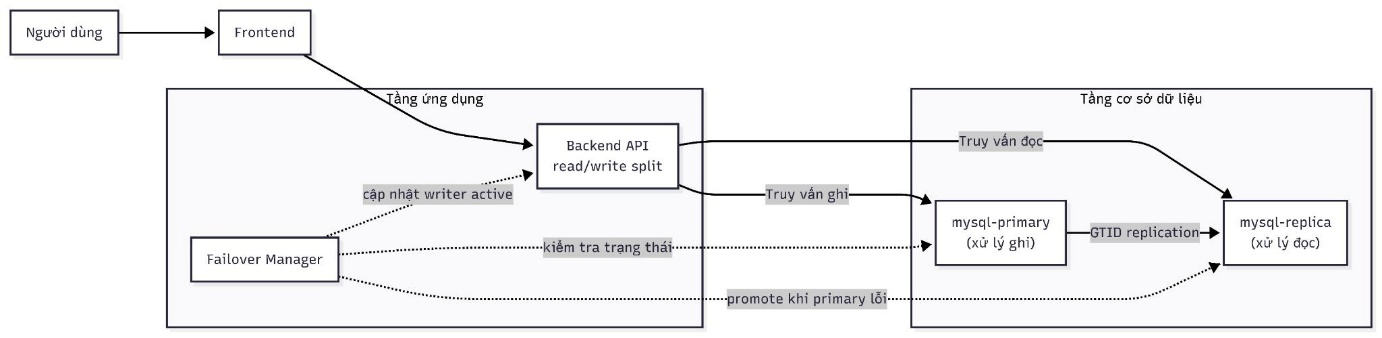 Người dùng
Frontend
Tầng ứng dụng
Tầng cơ sở dữ liệu
Backend API
read/write split
Truy vấn đọc
cập nhật writer active
Truy vấn ghi
mysql-primary
(xử lý ghi)
GTID replication
mysql-replica
(xử lý đọc)
Failover Manager
kiểm tra trạng thái
promote khi primary lỗi